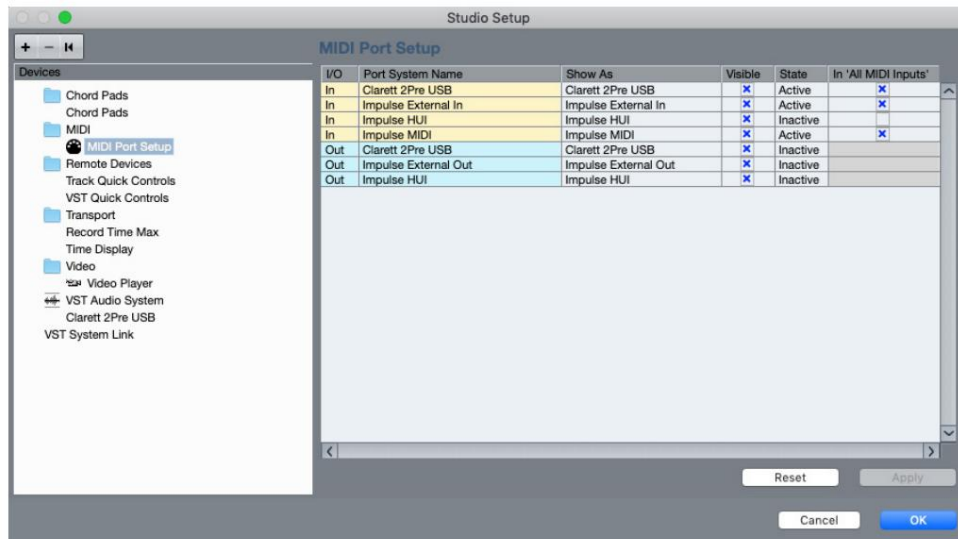 Studio Setup
MIDI Port Setup
Devices
Chord Pads
Chord Pads
MIDI
MIDI Port Setup
Remote Devices
Track Quick Controls
VST Quick Controls
Transport
Record Time Max
Time Display
Video
Video Player
VST Audio System
Clarett 2Pre USB
VST System Link
I/O Port System Name Show As Visible State In 'All MIDI Inputs'
In Clarett 2Pre USB Clarett 2Pre USB Active
In Impulse External In Impulse External In Active
In Impulse HUI Impulse HUI Inactive
In Impulse MIDI Impulse MIDI Active
Out Clarett 2Pre USB Clarett 2Pre USB Inactive
Out Impulse External Out Impulse External Out Inactive
Out Impulse HUI Impulse HUI Inactive
Reset Apply
Cancel OK